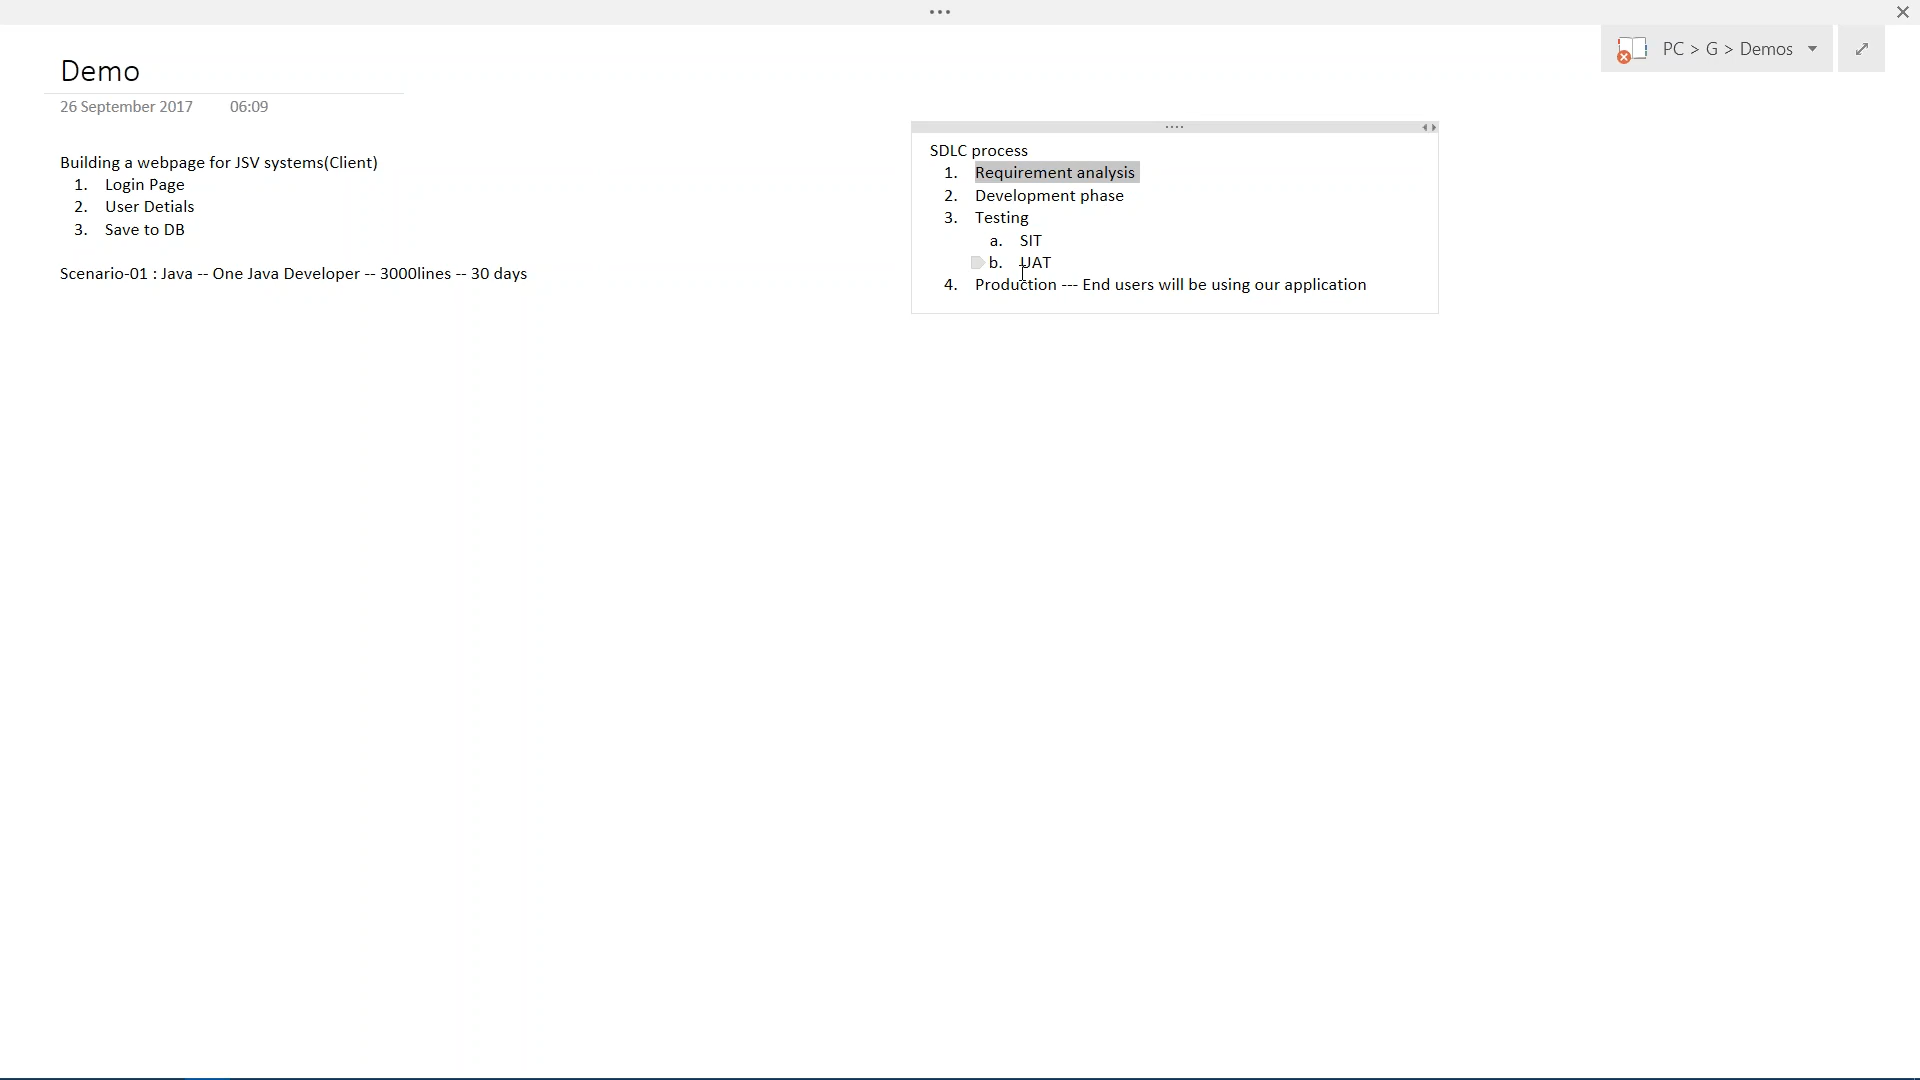 PC > G > Demos
Demo
26 September 2017 06:09
Building a webpage for JSV systems(Client)
1. Login Page
2. User Detials
3. Save to DB
Scenario-01 : Java -- One Java Developer -- 3000lines -- 30 days
SDLC process
1. Requirement analysis
2. Development phase
3. Testing
a. SIT
b. UAT
4. Production --- End users will be using our application